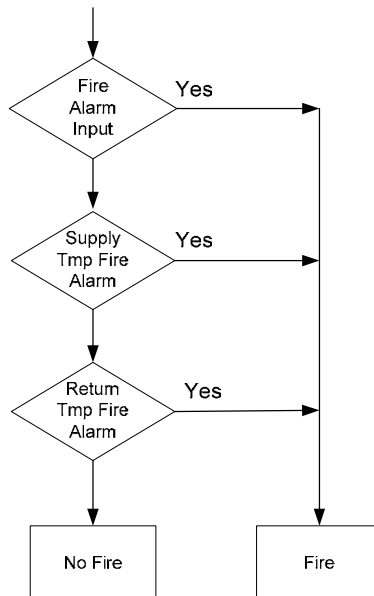 Fire
Alarm
Input
Yes
Supply
Tmp Fire
Alarm
Yes
Return
Tmp Fire
Alarm
Yes
No Fire
Fire